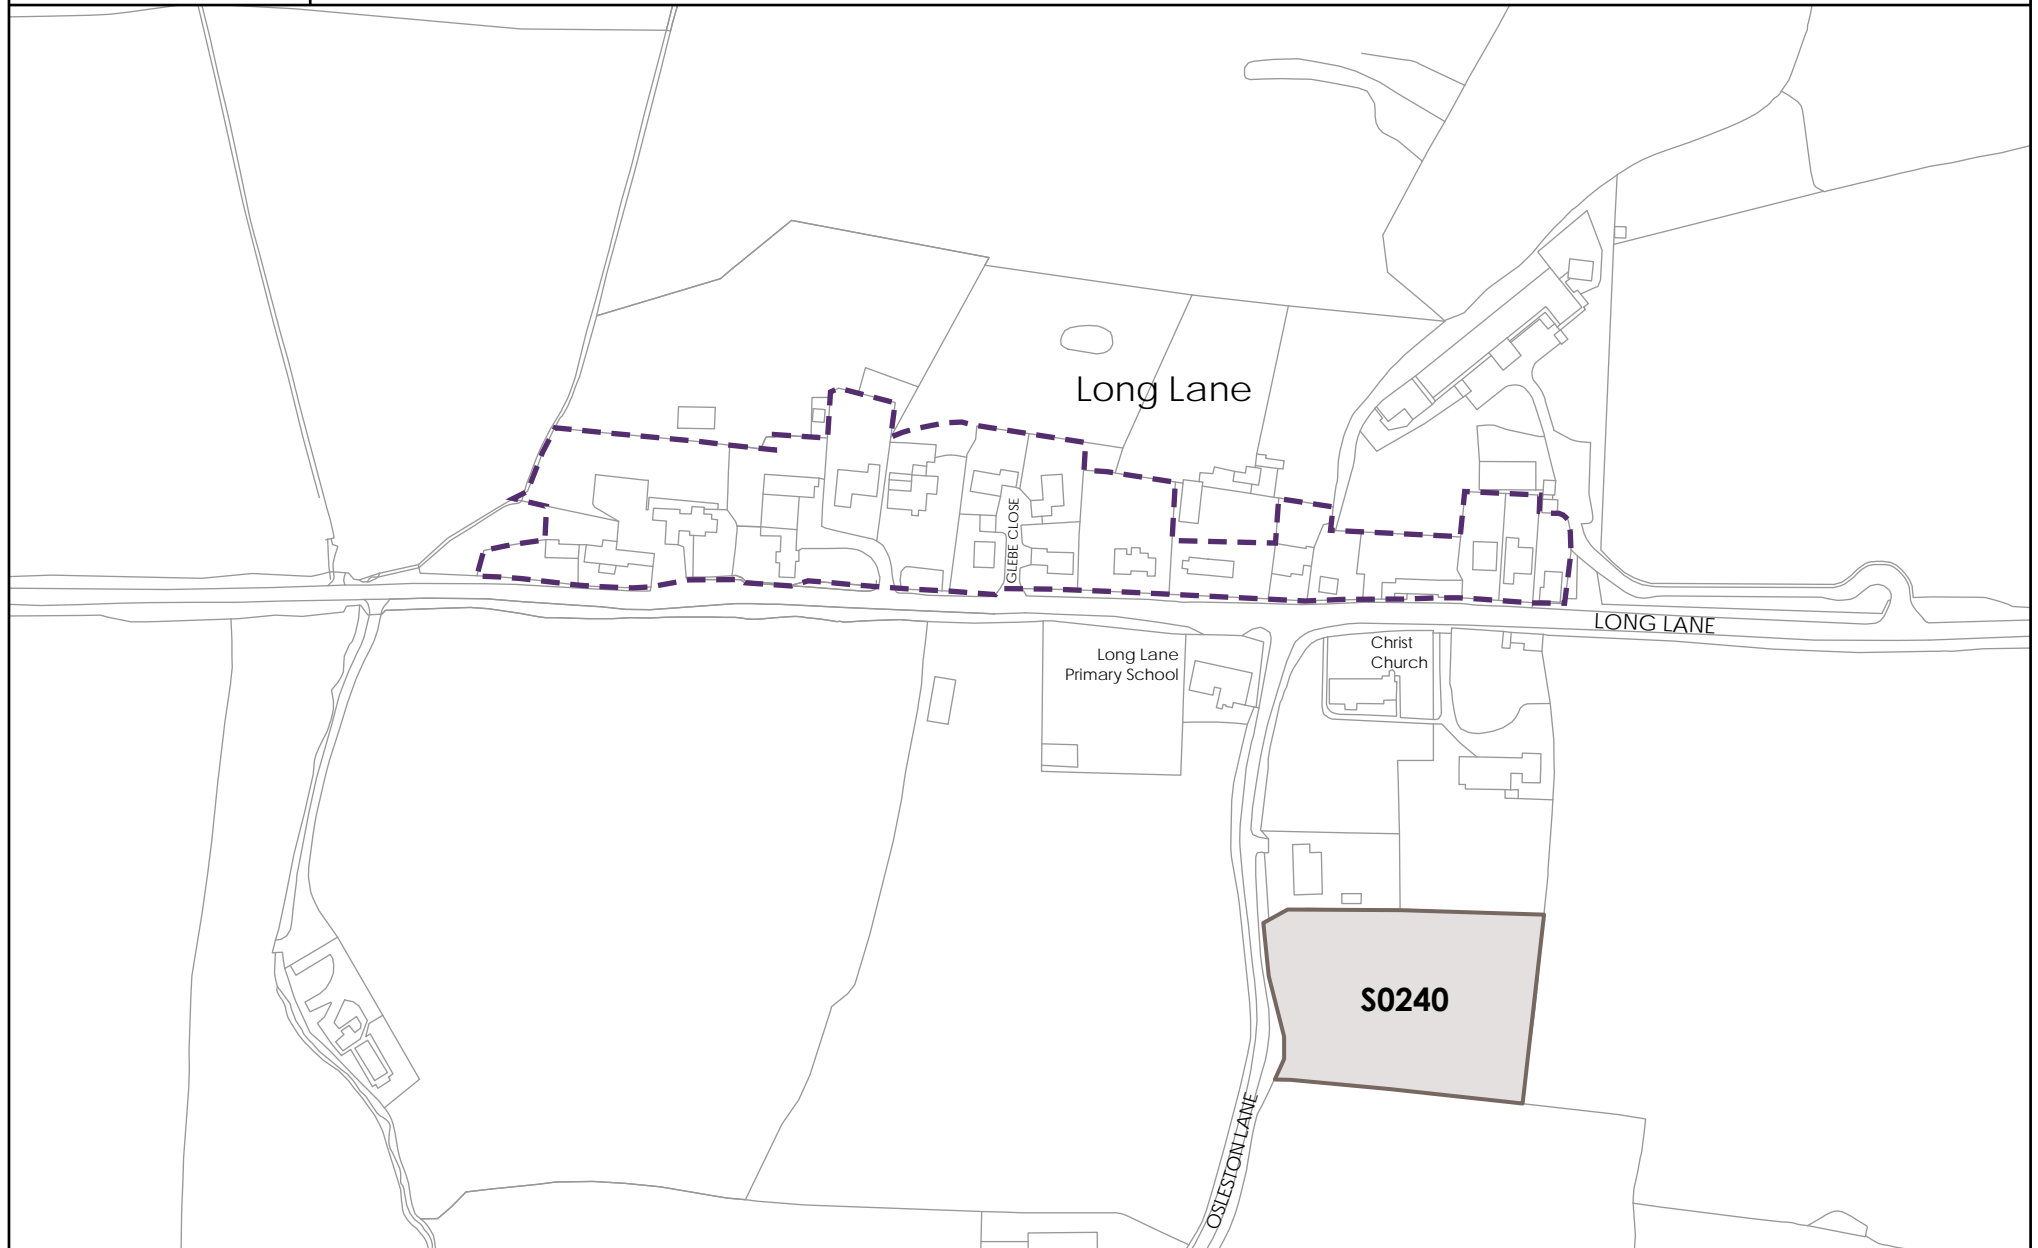 Long Lane
GLEBE CLOSE
LONG LANE
Christ
Church
Long Lane
Primary School
S0240
OSLESTON LANE